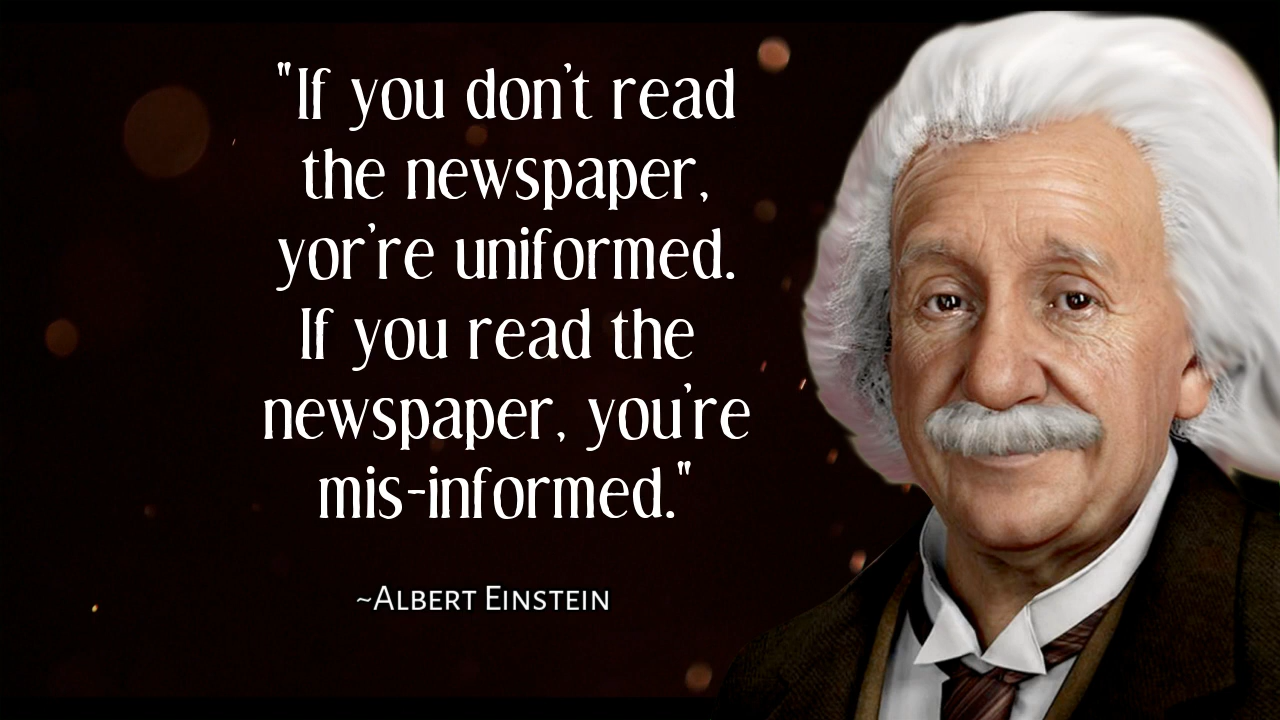 "If you don't read
the newspaper,
yor're uniformed.
If you read the
newspaper, you're
mis-informed."
~Albert Einstein